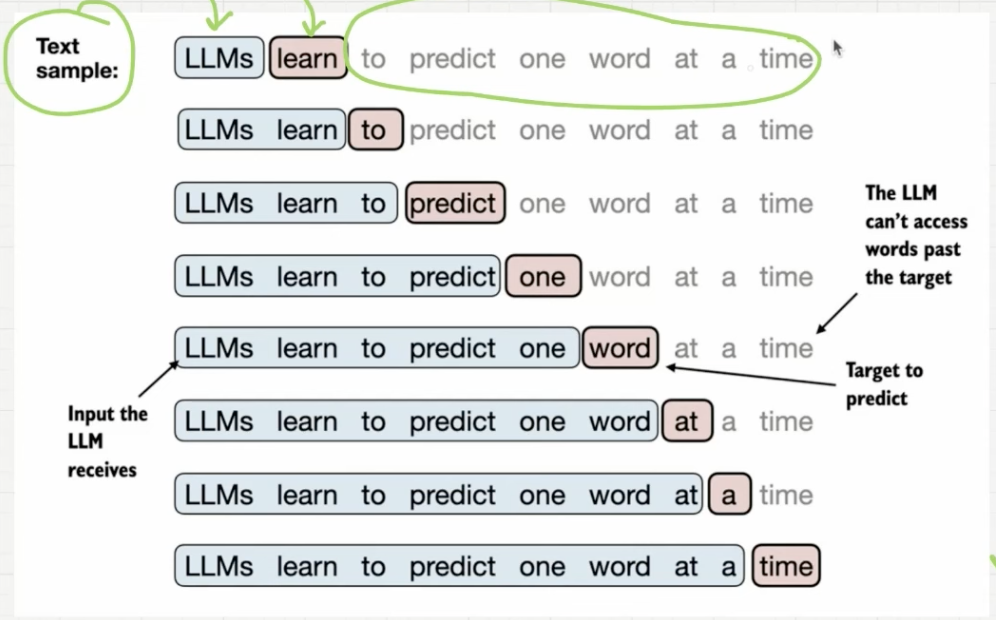 Text
sample:
LLMs learn to predict one word at a time
LLMs learn to predict one word at a time
LLMs learn to predict one word at a time
LLMs learn to predict one word at a time
LLMs learn to predict one word at a time
LLMs learn to predict one word at a time
LLMs learn to predict one word at a time
LLMs learn to predict one word at a time
The LLM
can't access
words past
the target
Target to
predict
Input the
LLM
receives